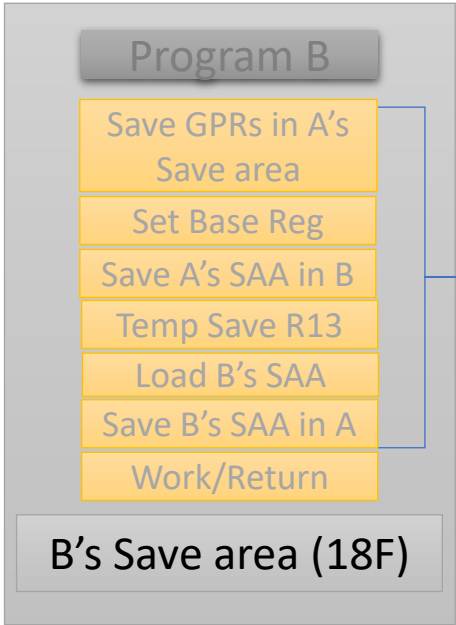 Program B
Save GPRs in A’s
Save area
Set Base Reg
Save A’s SAA in B
Temp Save R13
Load B’s SAA
Save B’s SAA in A
Work/Return
B’s Save area (18F)